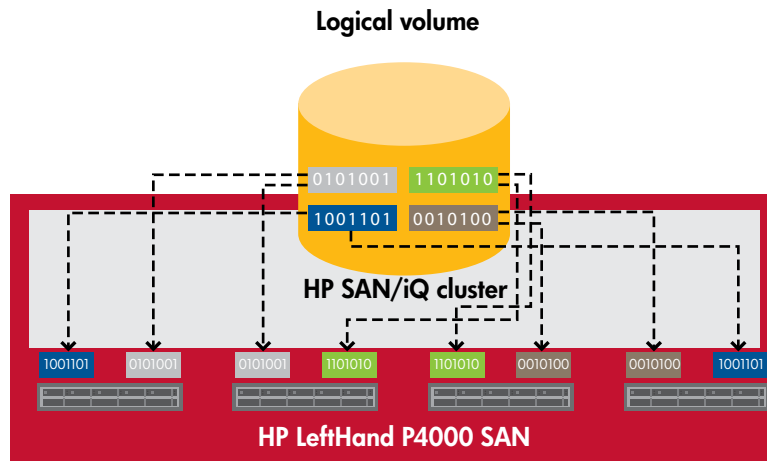 Logical volume
0101001 1101010
1001101 0010100
HP SAN/iQ cluster
1001101 0101001 0101001 1101010 1101010 0010100 0010100 1001101
HP LeftHand P4000 SAN